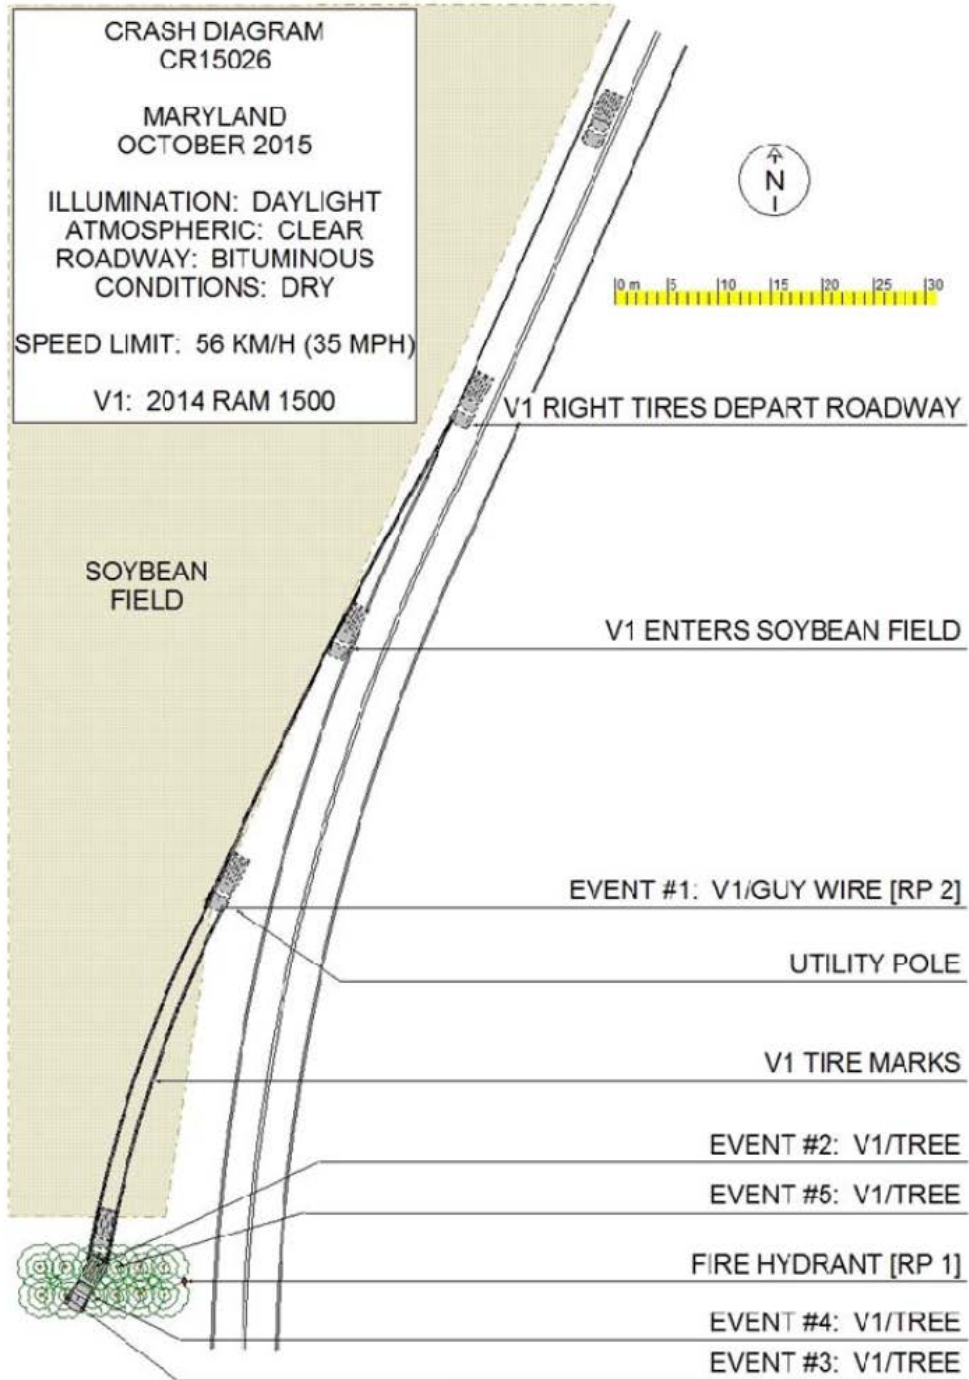 CRASH DIAGRAM
CR15026
MARYLAND
OCTOBER 2015
ILLUMINATION: DAYLIGHT
ATMOSPHERIC: CLEAR
ROADWAY: BITUMINOUS
CONDITIONS: DRY
SPEED LIMIT: 56 KM/H (35 MPH)
V1: 2014 RAM 1500
N
0 m 5 10 15 20 25 30
V1 RIGHT TIRES DEPART ROADWAY
SOYBEAN
FIELD
V1 ENTERS SOYBEAN FIELD
EVENT #1: V1/GUY WIRE [RP 2]
UTILITY POLE
V1 TIRE MARKS
EVENT #2: V1/TREE
EVENT #5: V1/TREE
FIRE HYDRANT [RP 1]
EVENT #4: V1/TREE
EVENT #3: V1/TREE